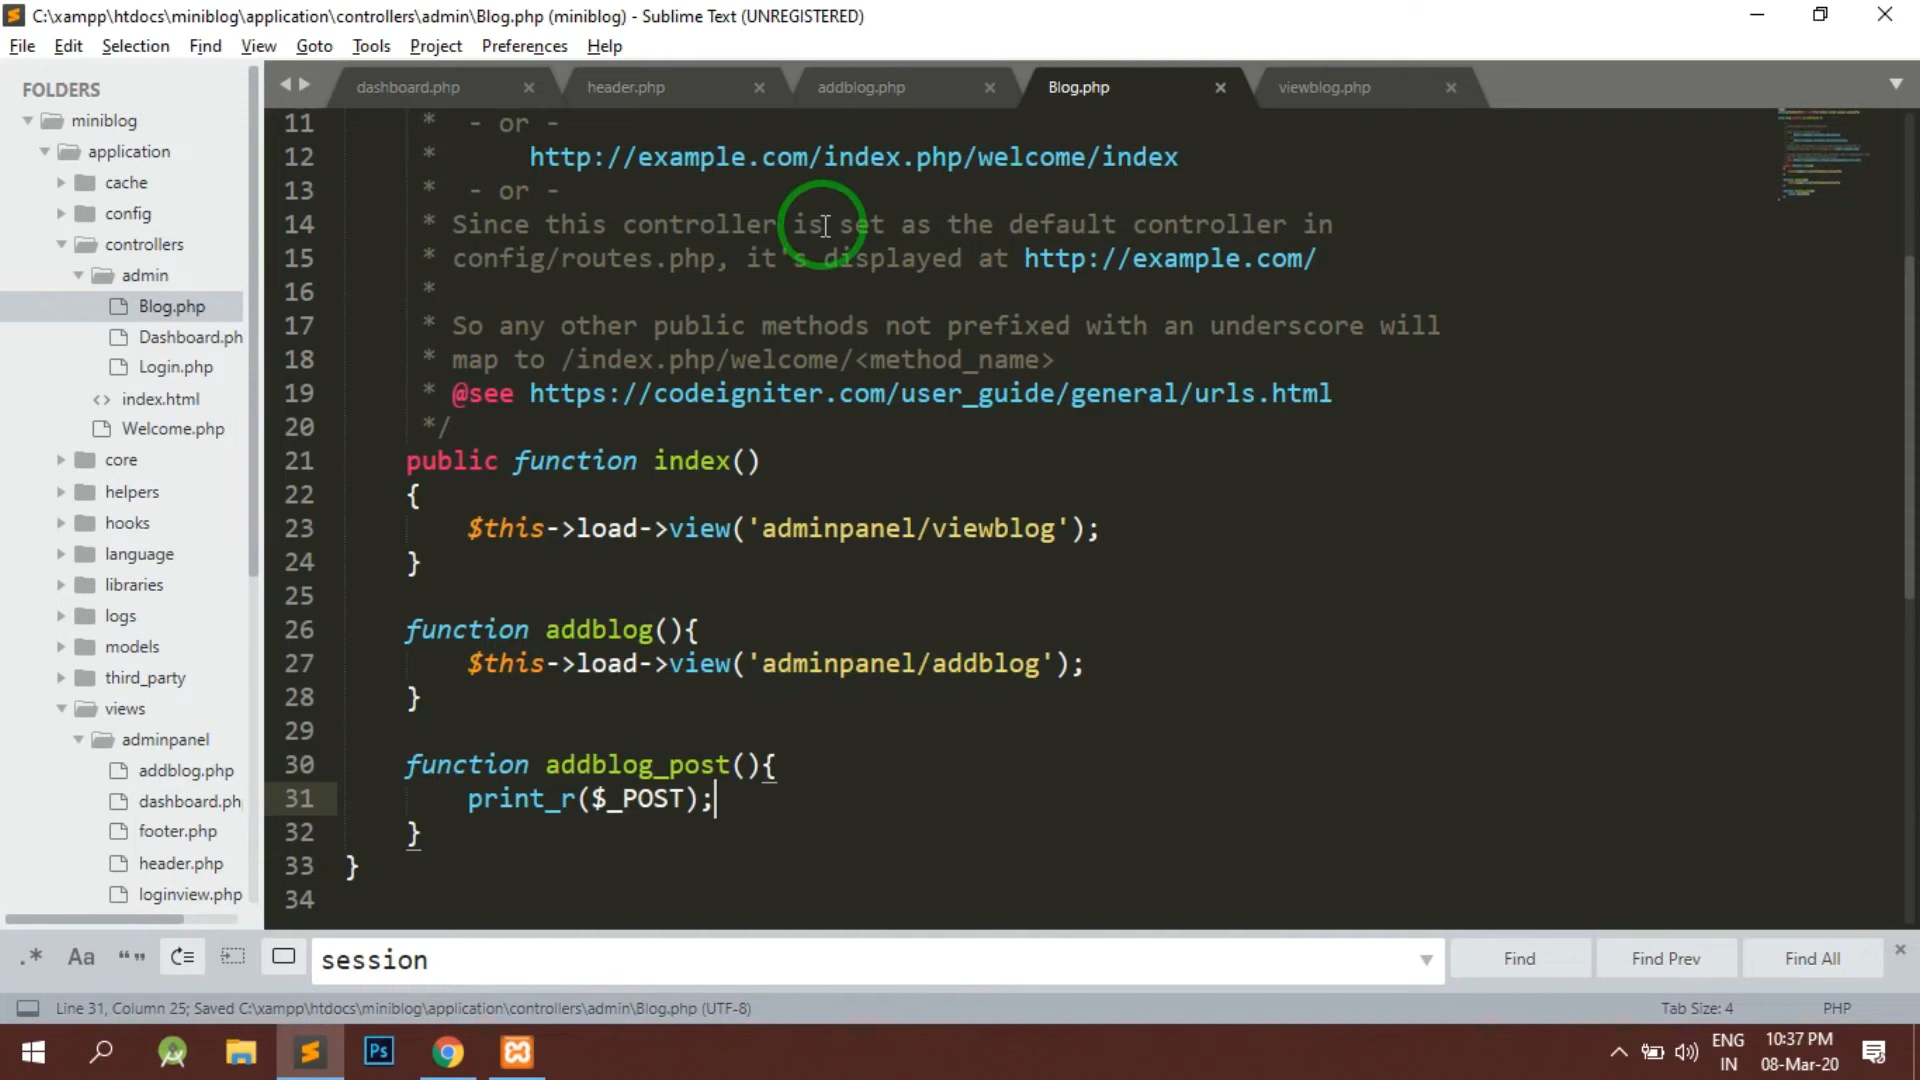 C:\xampp\htdocs\miniblog\application\controllers\admin\Blog.php (miniblog) - Sublime Text (UNREGISTERED)
File Edit Selection Find View Goto Tools Project Preferences Help
FOLDERS
miniblog
application
cache
config
controllers
admin
Blog.php
Dashboard.ph
Login.php
index.html
Welcome.php
core
helpers
hooks
language
libraries
logs
models
third_party
views
adminpanel
addblog.php
dashboard.ph
footer.php
header.php
loginview.php
dashboard.php header.php addblog.php Blog.php viewblog.php
11 * - or -
12 * http://example.com/index.php/welcome/index
13 * - or -
14 * Since this controller is set as the default controller in
15 * config/routes.php, it's displayed at http://example.com/
16 *
17 * So any other public methods not prefixed with an underscore will
18 * map to /index.php/welcome/<method_name>
19 * @see https://codeigniter.com/user_guide/general/urls.html
20 */
21 public function index()
22 {
23 $this->load->view('adminpanel/viewblog');
24 }
25
26 function addblog(){
27 $this->load->view('adminpanel/addblog');
28 }
29
30 function addblog_post(){
31 print_r($_POST);
32 }
33 }
34
.* Aa “” session Find Find Prev Find All
Line 31, Column 25; Saved C:\xampp\htdocs\miniblog\application\controllers\admin\Blog.php (UTF-8) Tab Size: 4 PHP
Ps
ENG 10:37 PM
IN 08-Mar-20